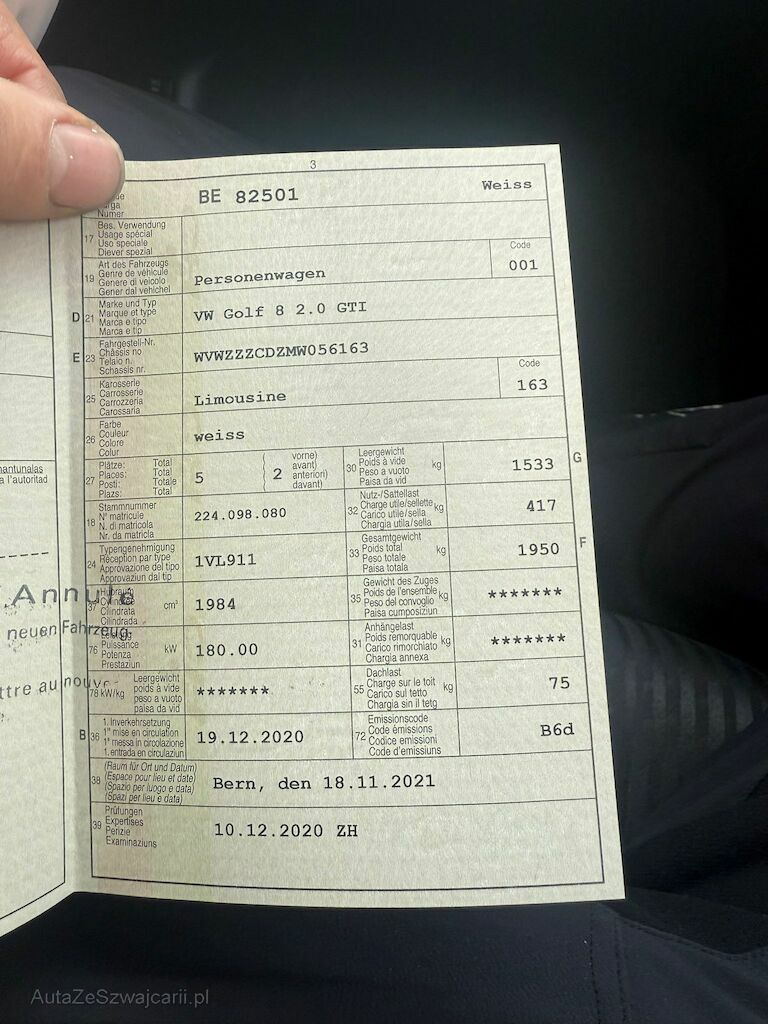 3
Numer
BE 82501
Weiss
17
Bes. Verwendung
Usage spécial
Uso speciale
Diever spezial
19
Art des Fahrzeugs
Genre de véhicule
Genere di veicolo
Gener dal vehichel
Personenwagen
Code
001
D 21
Marke und Typ
Marque et type
Marca e tipo
Marca e tip
VW Golf 8 2.0 GTI
E 23
Fahrgestell-Nr.
Châssis no
Telaio n.
Schassis nr.
WVWZZZCDZMW056163
25
Karosserie
Carrosserie
Carrozzeria
Carossaria
Limousine
Code
163
26
Farbe
Couleur
Colore
Colur
weiss
27
Plätze: Total
Places: Total
Posti: Totale
Plazs: Total
5
2
vorne)
avant)
anteriori)
davant)
30
Leergewicht
Poids à vide
Peso a vuoto
Paisa da vid
kg
1533
G
18
Stammnummer
N° matricule
N. di matricola
Nr. da matricla
224.098.080
32
Nutz-/Sattellast
Charge utile/sellette
Carico utile/sella
Chargia utila/sella
kg
417
24
Typengenehmigung
Réception par type
Approvazione del tipo
Approvaziun dal tip
1VL911
33
Gesamtgewicht
Poids total
Peso totale
Paisa totala
kg
1950
F
37
Hubraum
Cylindrée
Cilindrata
Cilindrada
cm³
1984
35
Gewicht des Zuges
Poids de l'ensemble
Peso del convoglio
Paisa cumposiziun
kg
*******
76
Leistung
Puissance
Potenza
Prestaziun
kW
180.00
31
Anhängelast
Poids remorquable
Carico rimorchiato
Chargia annexa
kg
*******
78 kW/kg
Leergewicht
poids à vide
peso a vuoto
paisa da vid
*******
55
Dachlast
Charge sur le toit
Carico sul tetto
Chargia sin il tetg
kg
75
B 36
1. Inverkehrsetzung
1re mise en circulation
1a messa in circolazione
1. entrada en circulaziun
19.12.2020
72
Emissionscode
Code émissions
Codice emissioni
Code d'emissiuns
B6d
38
(Raum für Ort und Datum)
(Espace pour lieu et date)
(Spazio per luogo e data)
(Spazi per lieu e data)
Bern, den 18.11.2021
39
Prüfungen
Expertises
Perizie
Examinaziuns
10.12.2020 ZH
antunalas
a l'autoritad
Annulé
neuen Fahrzeug.
ttre au nouv
AutaZeSzwajcarii.pl